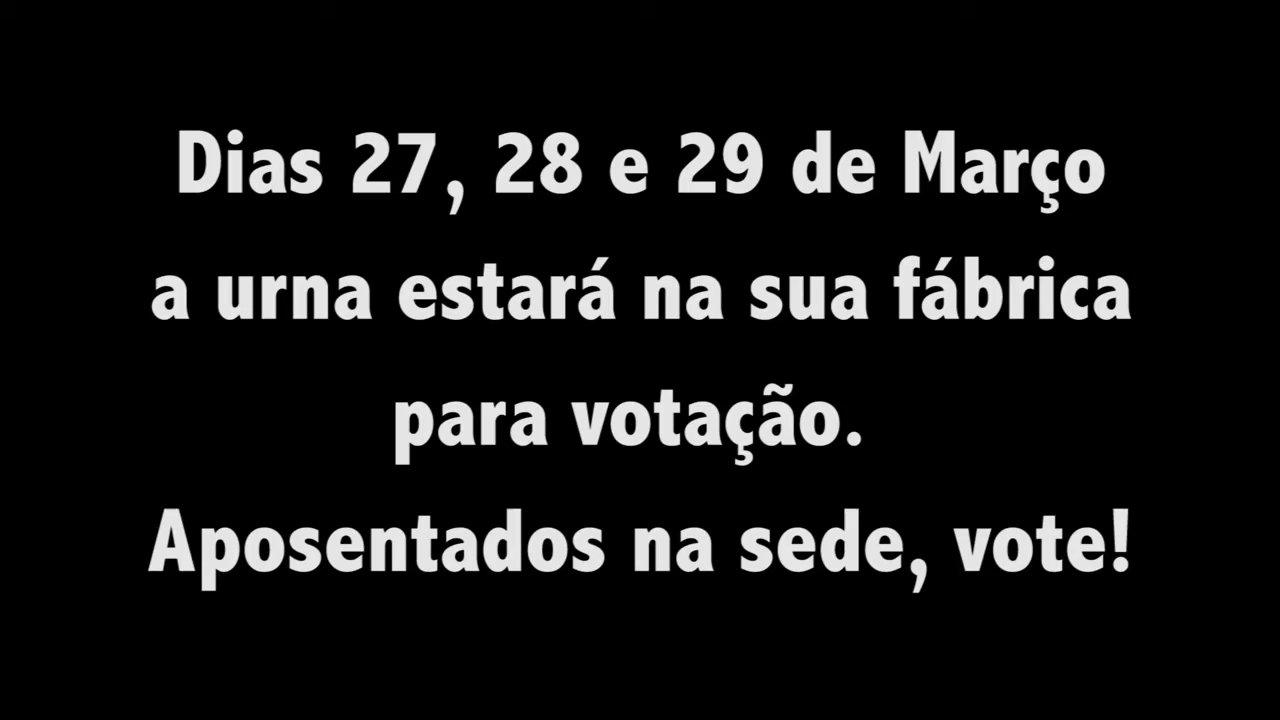 Dias 27, 28 e 29 de Março
a urna estará na sua fábrica
para votação.
Aposentados na sede, vote!